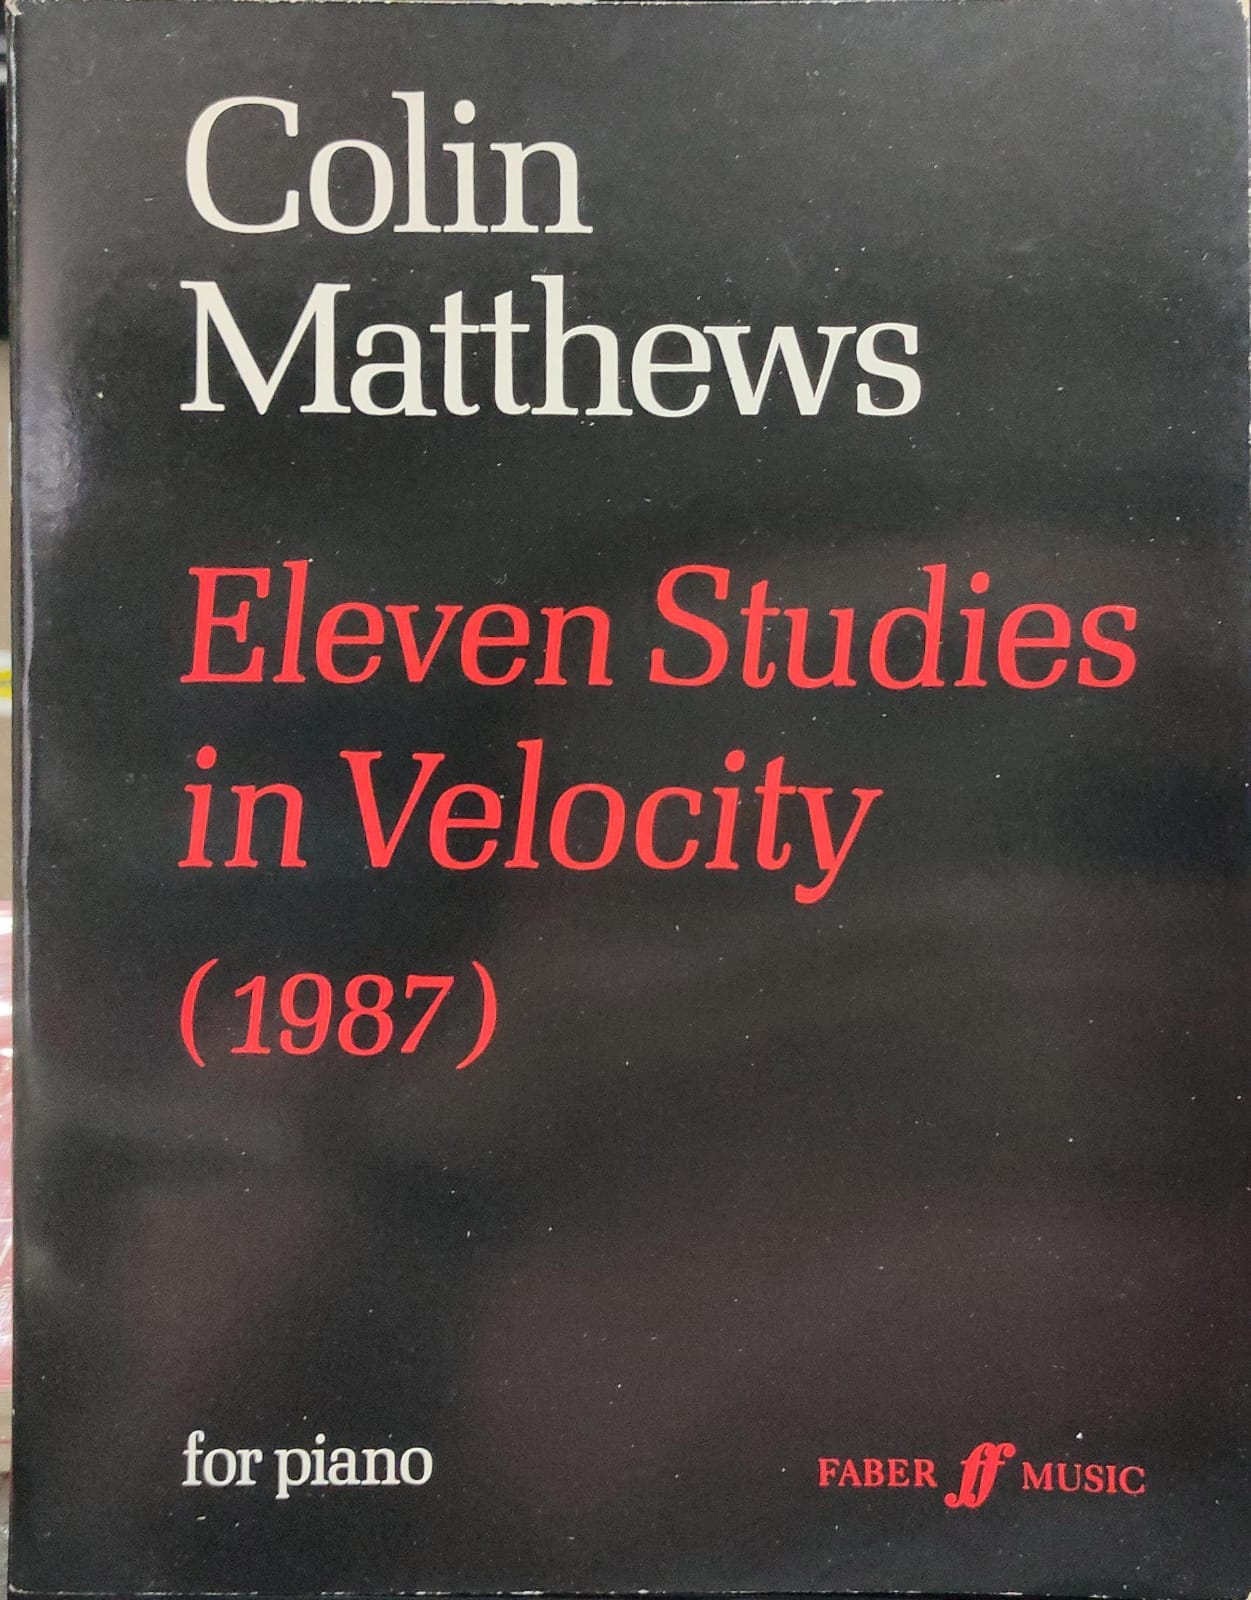 Colin
Matthews
Eleven Studies
in Velocity
(1987)
for piano
FABER ff MUSIC